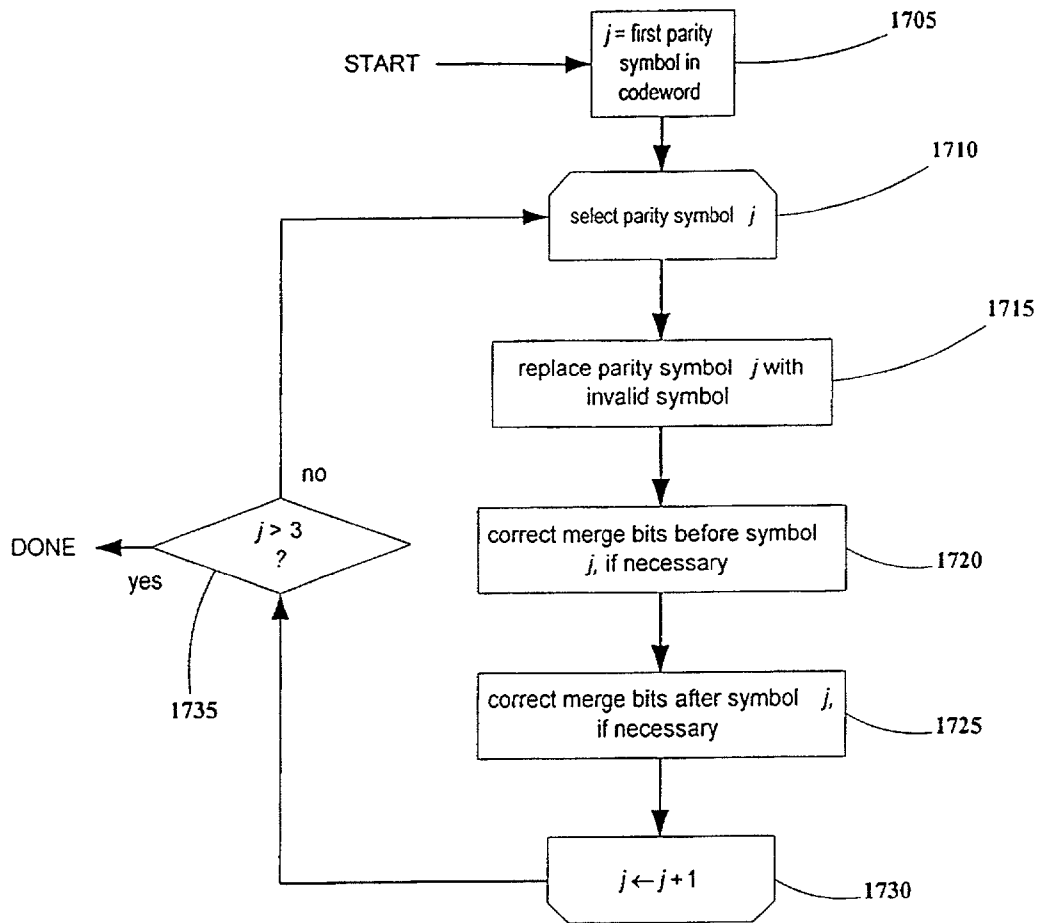 1705
j = first parity
symbol in
codeword
START
1710
select parity symbol j
1715
replace parity symbol j with
invalid symbol
no
j > 3
?
DONE
yes
correct merge bits before symbol
j, if necessary
1720
1735
correct merge bits after symbol j,
if necessary
1725
j ← j + 1
1730